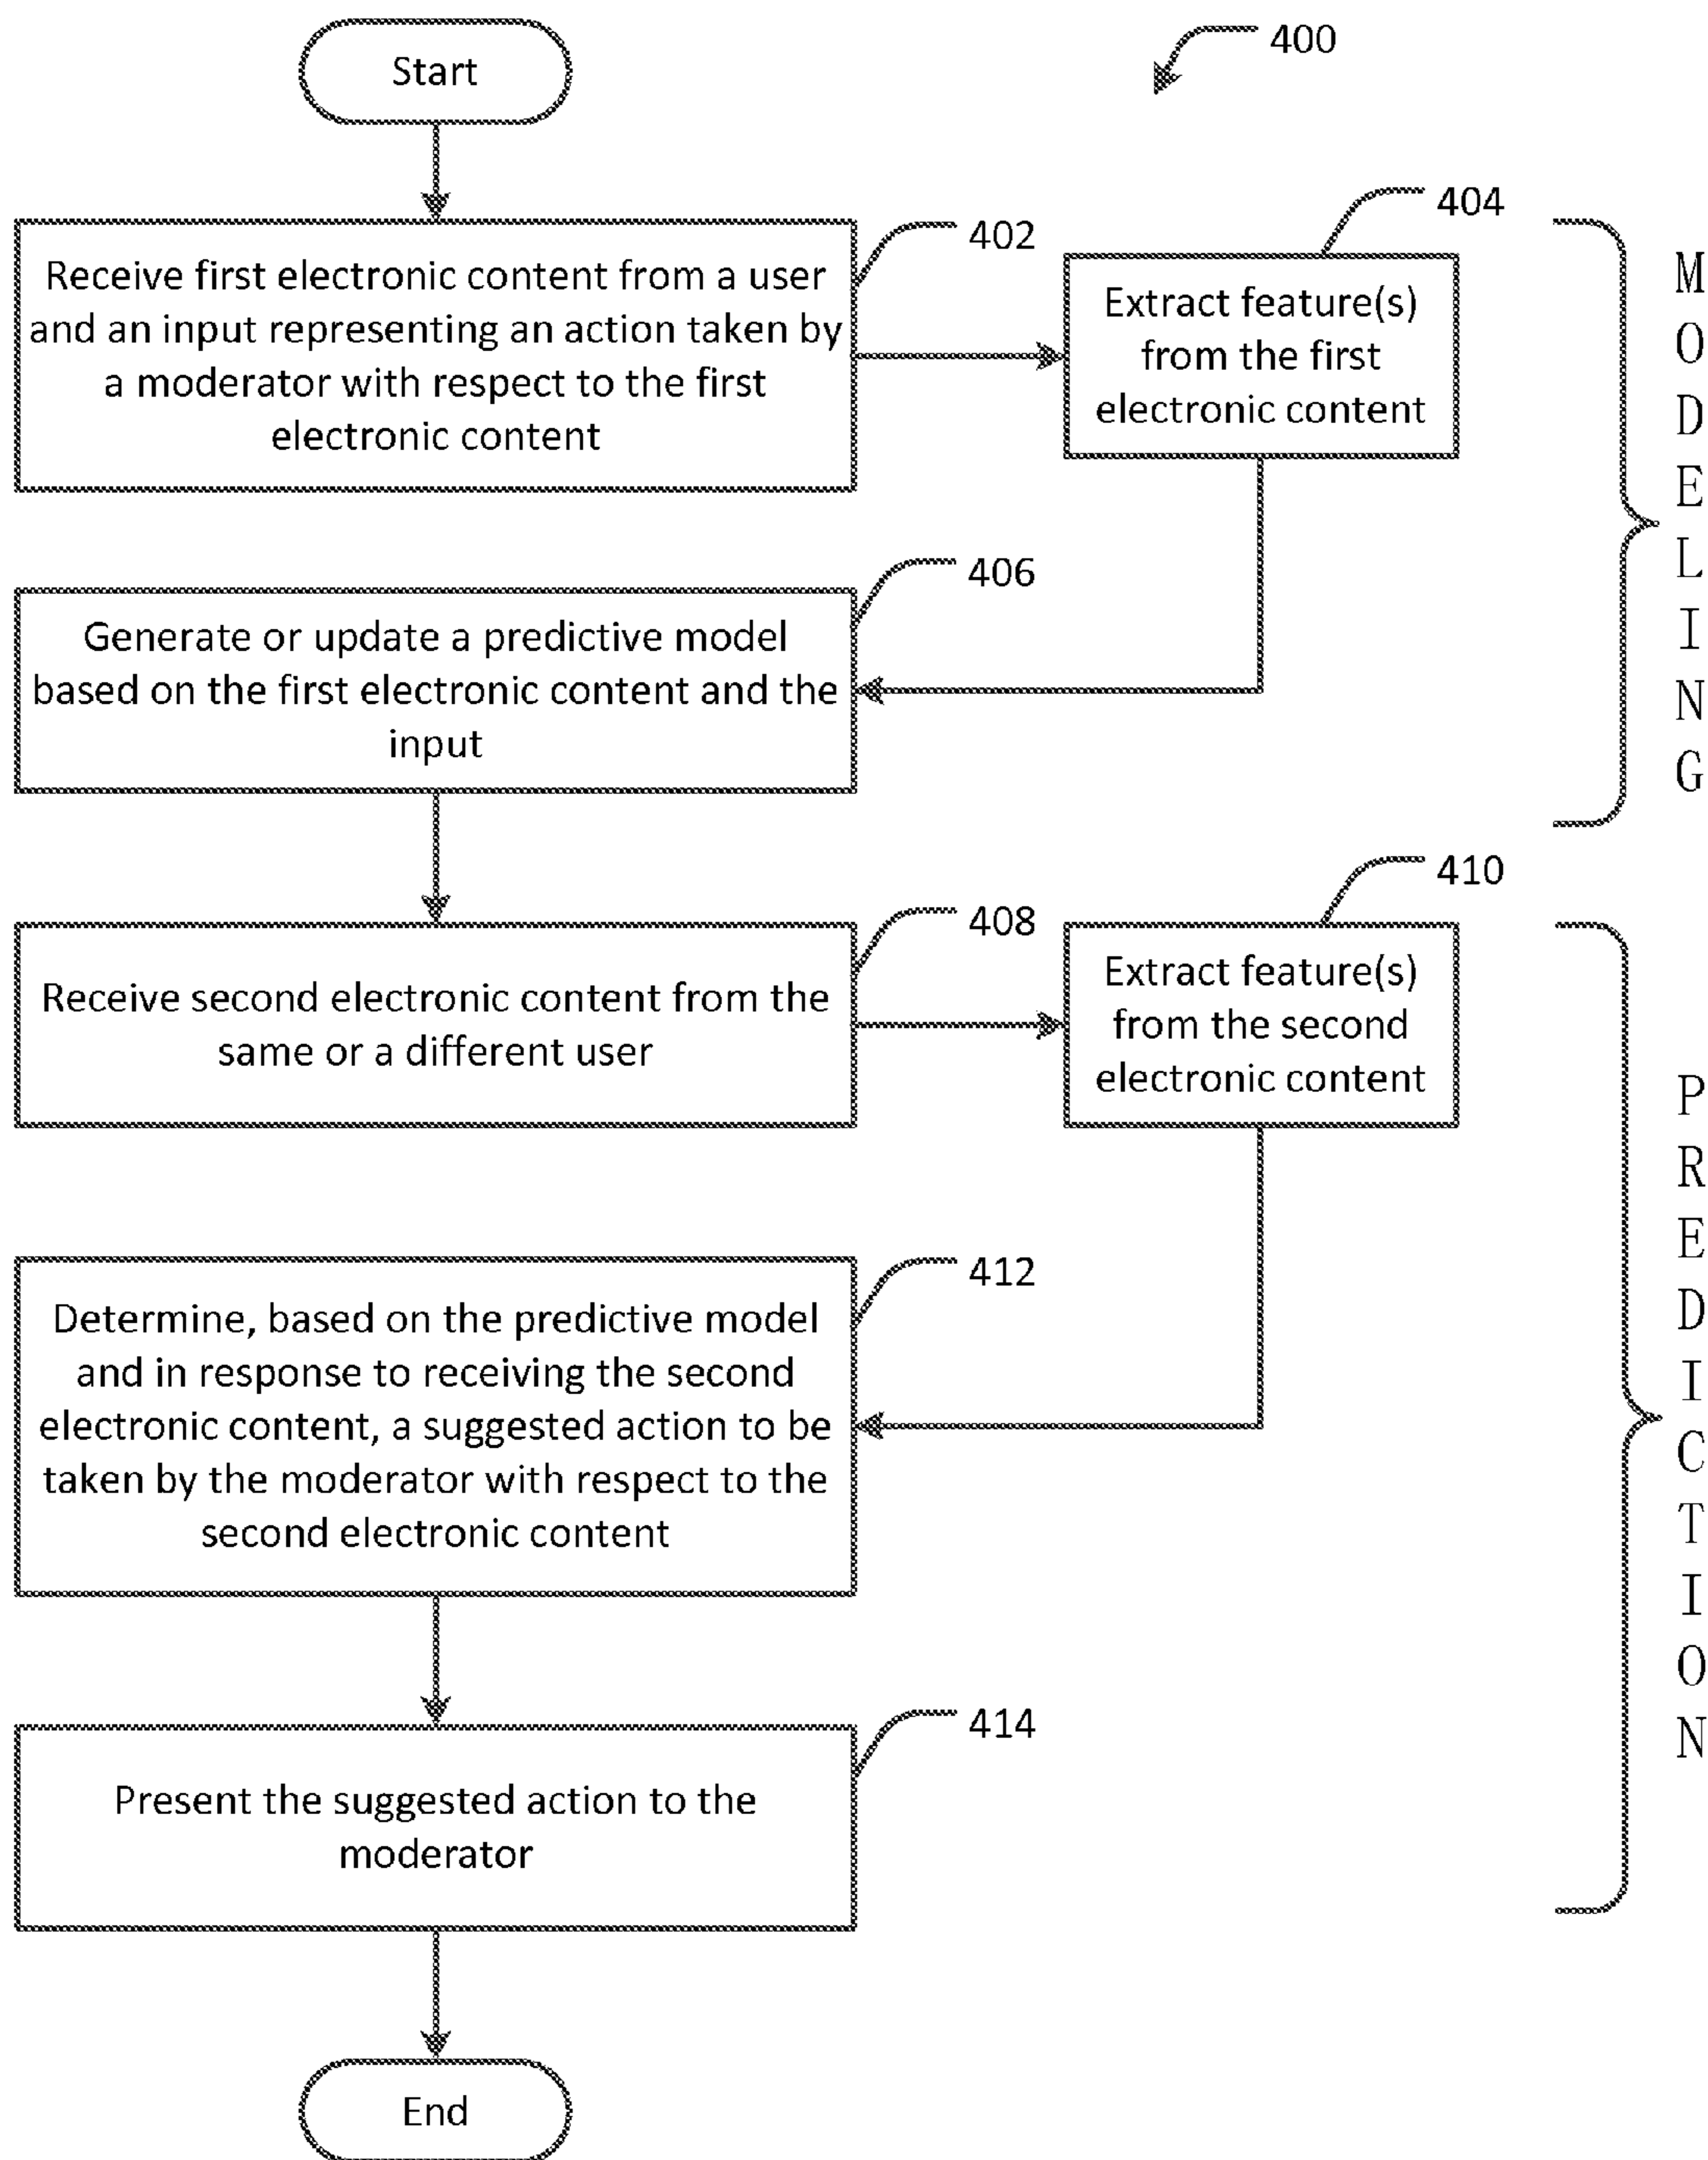 Start
400
402
Receive first electronic content from a user
and an input representing an action taken by
a moderator with respect to the first
electronic content
404
Extract feature(s)
from the first
electronic content
MODELING
406
Generate or update a predictive model
based on the first electronic content and the
input
408
Receive second electronic content from the
same or a different user
410
Extract feature(s)
from the second
electronic content
PREDICTION
412
Determine, based on the predictive model
and in response to receiving the second
electronic content, a suggested action to be
taken by the moderator with respect to the
second electronic content
414
Present the suggested action to the
moderator
End